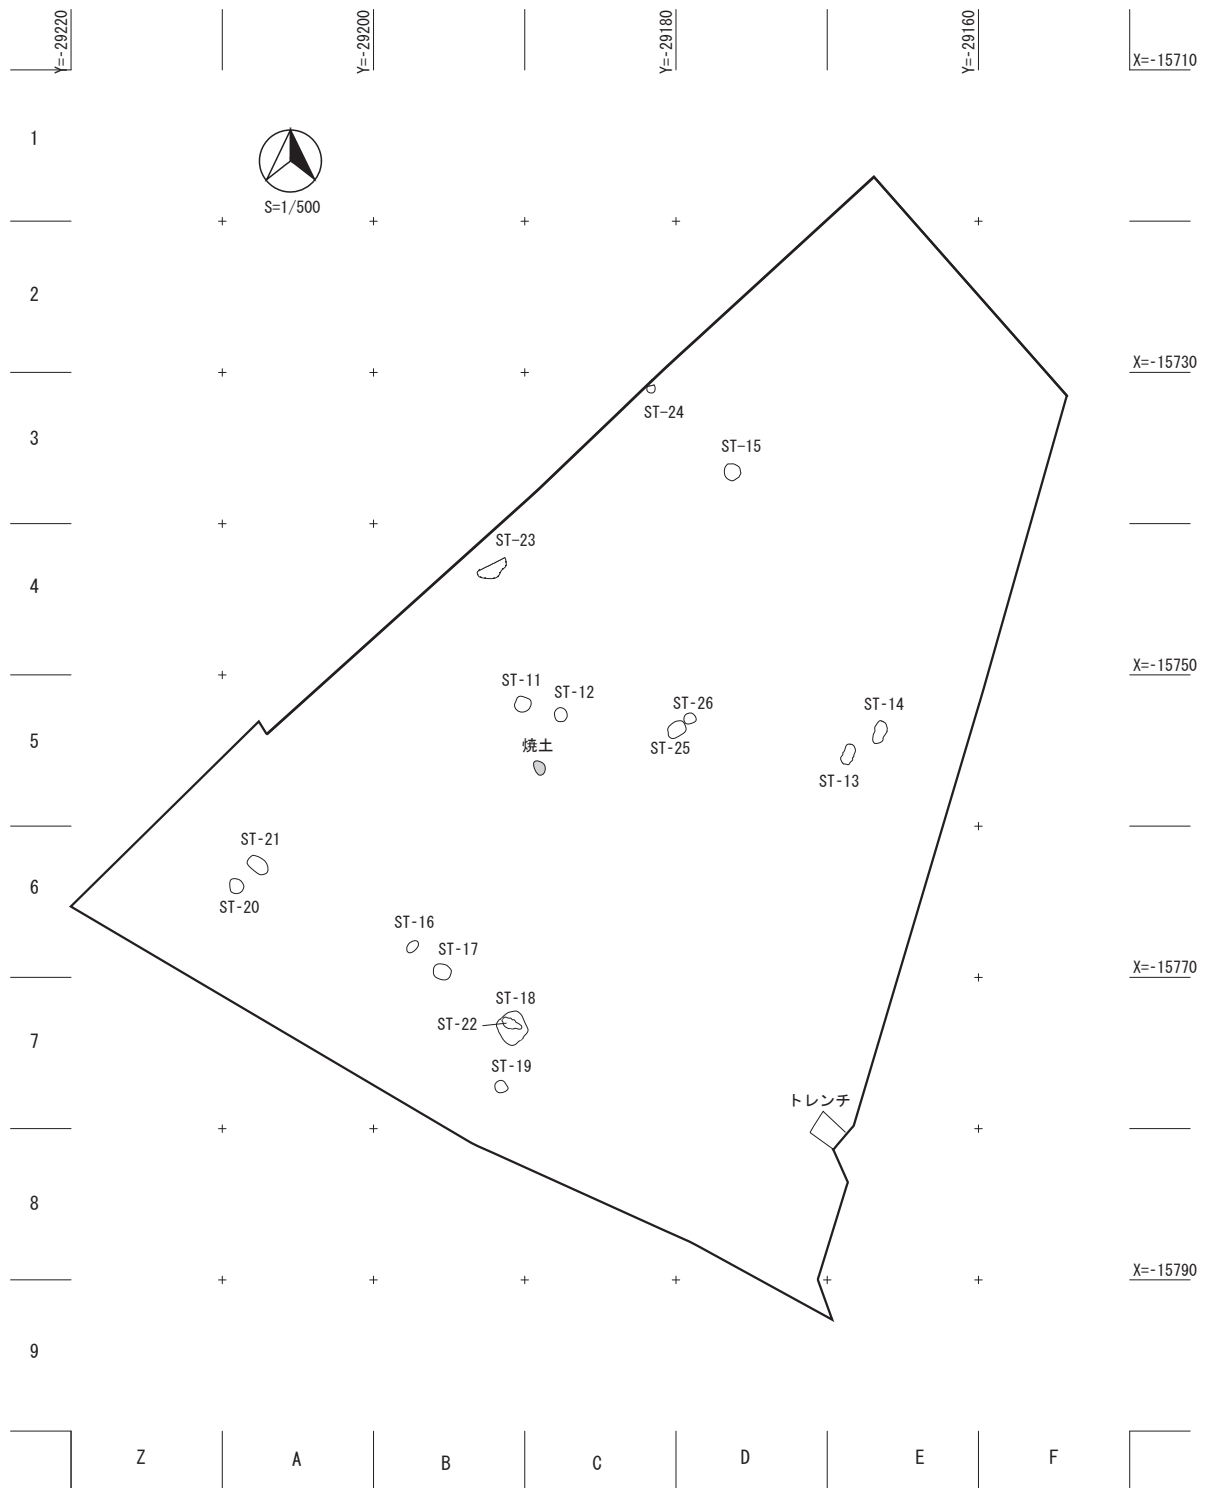 Y=-29220
Y=-29200
Y=-29180
Y=-29160
X=-15710
1
S=1/500
2
X=-15730
ST-24
3
ST-15
ST-23
4
X=-15750
ST-11
ST-12
ST-26
ST-14
5
焼土
ST-25
ST-13
ST-21
6
ST-20
ST-16
ST-17
X=-15770
ST-18
ST-22
7
ST-19
トレンチ
8
X=-15790
9
Z
A
B
C
D
E
F